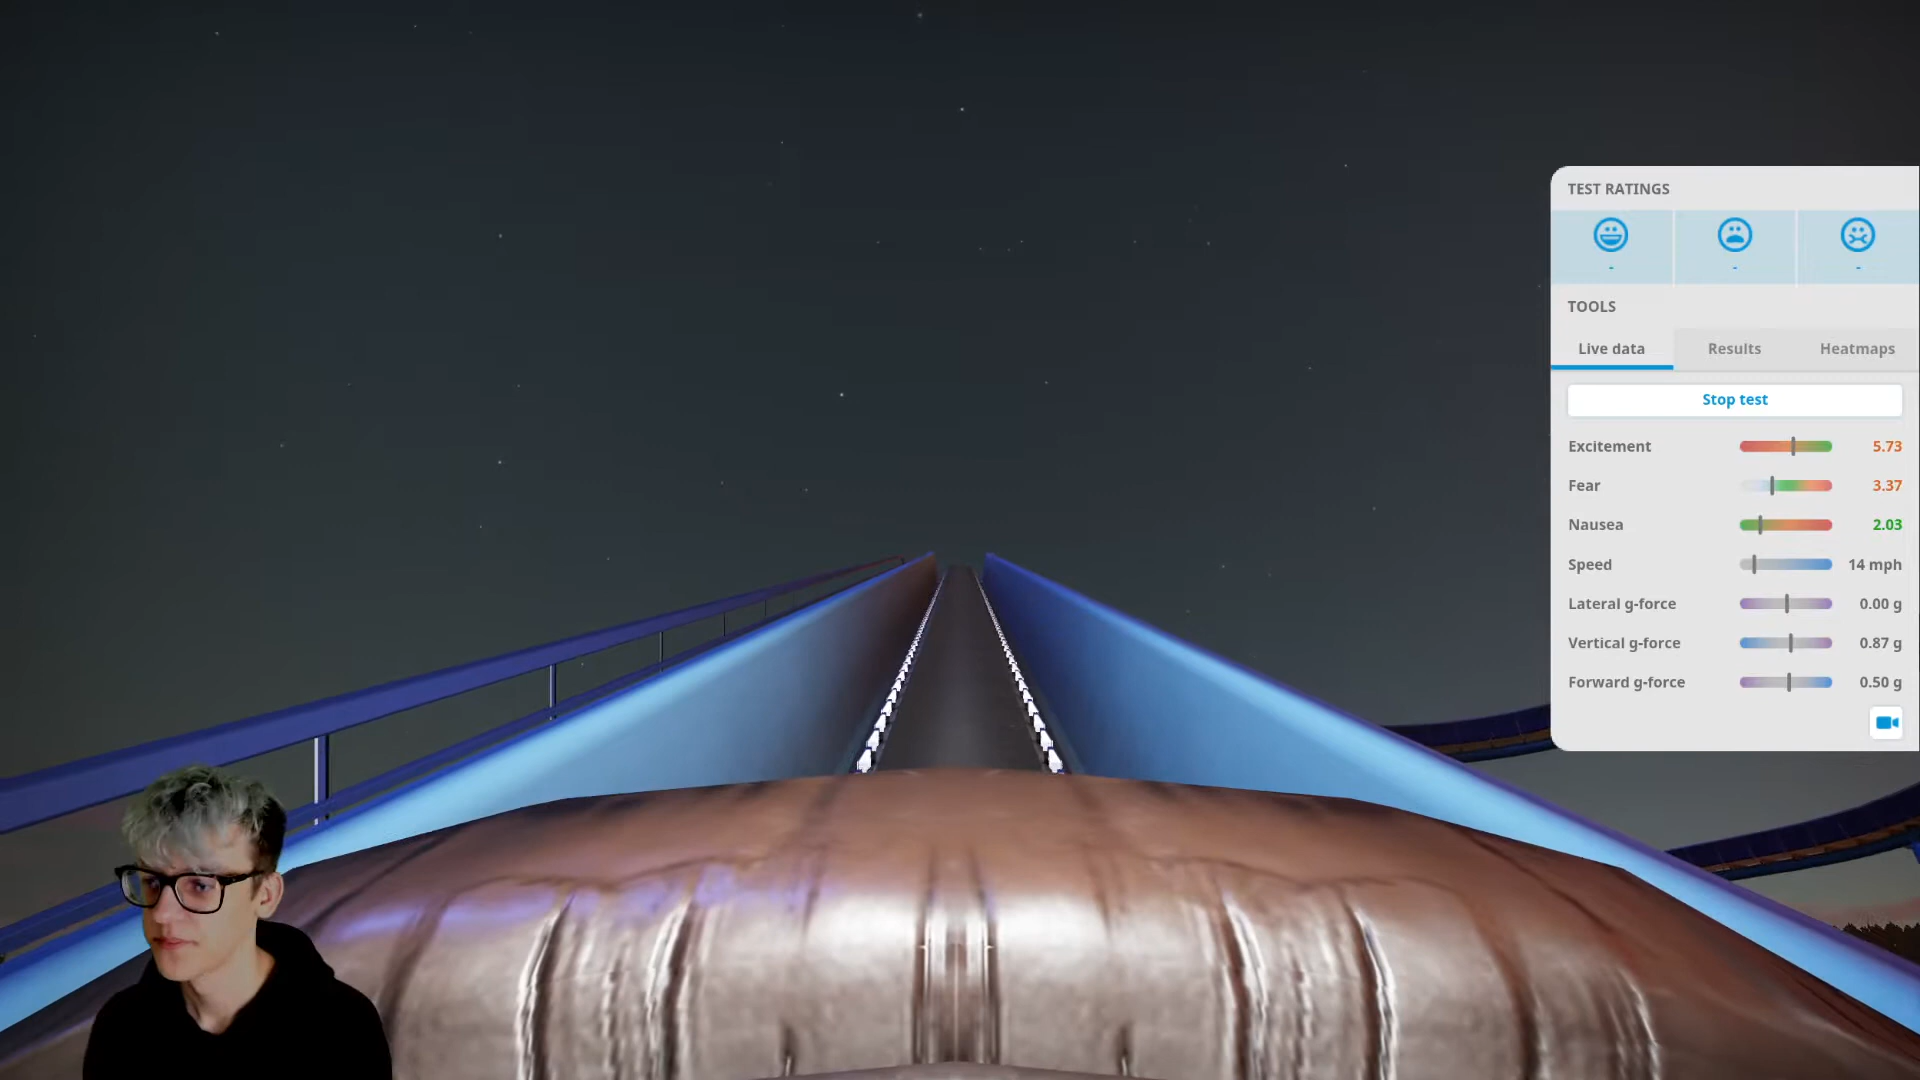 TEST RATINGS
- - -
TOOLS
Live data Results Heatmaps
Stop test
Excitement 5.73
Fear 3.37
Nausea 2.03
Speed 14 mph
Lateral g-force 0.00 g
Vertical g-force 0.87 g
Forward g-force 0.50 g